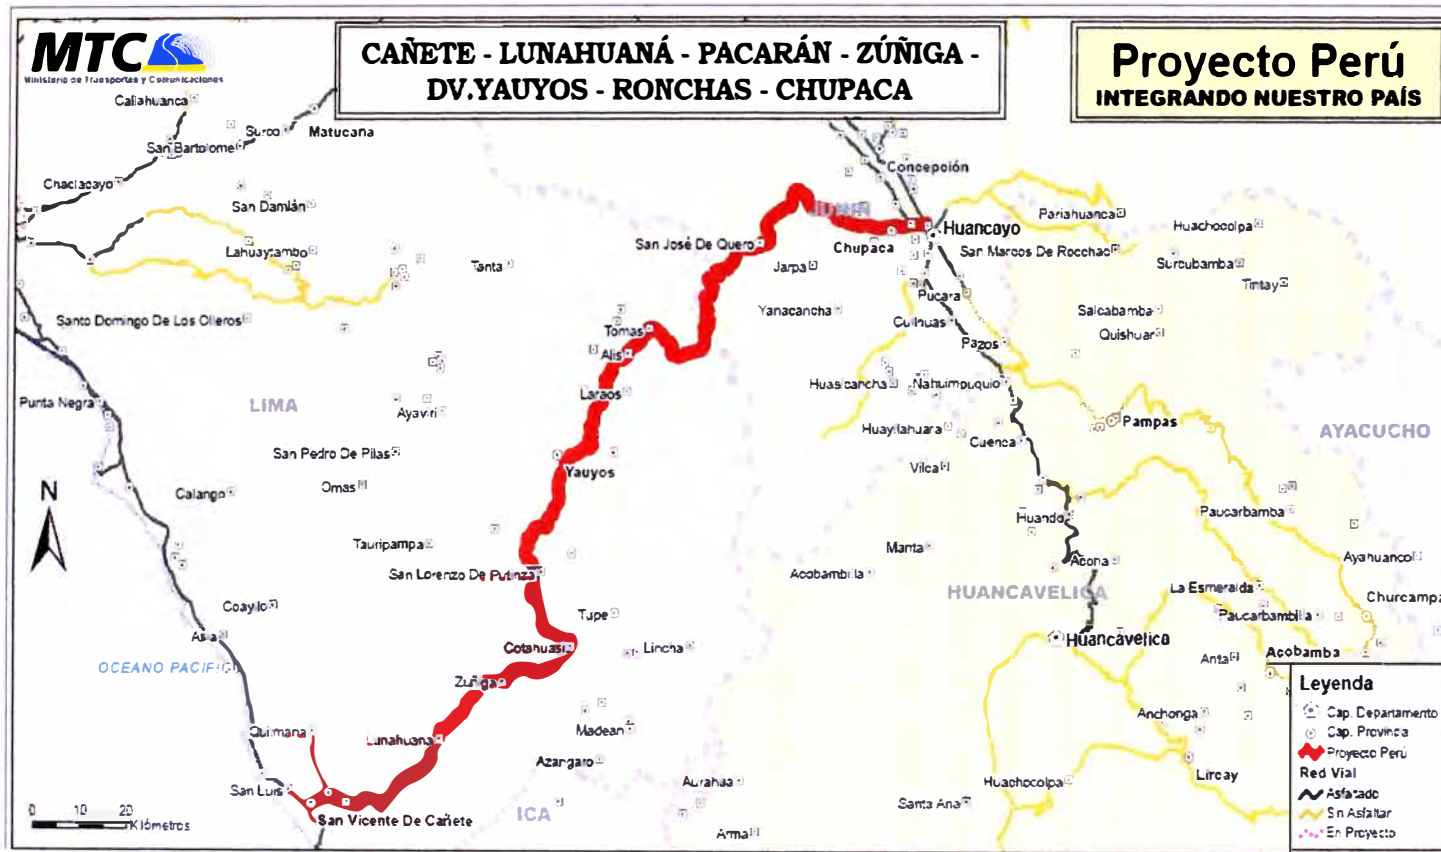 MTC
Ministerio de Transportes y Comunicaciones
CAÑETE - LUNAHUANÁ - PACARÁN - ZÚÑIGA -
DV.YAUYOS - RONCHAS - CHUPACA
Proyecto Perú
INTEGRANDO NUESTRO PAÍS
Callahuanca
Surco
Matucana
San Bartolome
Chaclacayo
San Damián
Lahuaytambo
Tanta
Santo Domingo De Los Olleros
Punta Negra
LIMA
Ayaviri
San Pedro De Pilas
Omas
Calango
N
Tauripampa
San Lorenzo De Putinza
Coayllo
Asia
OCEANO PACIFI
Tupe
Cotahuasi
Lincha
Zuñiga
Quilmana
Lunahuana
Madean
Azangaro
San Luis
San Vicente De Cañete
ICA
0 10 20
Kilómetros
Concepción
JUNIN
Huancayo
Chupaca
San José De Quero
Jarpa
Yanacancha
Tomas
Alis
Laraos
Yauyos
Pariahuanca
Huachocolpa
San Marcos De Rocchac
Surcubamba
Tintay
Pucara
Cullhuas
Salcabamba
Quishuar
Pazos
Huasicancha
Nahuimpuquio
Huayllahuara
Cuenca
Pampas
AYACUCHO
Vilca
Huando
Paucarbamba
Manta
Acobambilla
Acoria
Ayahuanco
HUANCAVELICA
La Esmeralda
Churcampa
Paucarbambilla
Huancavelica
Anta
Acobamba
Anchonga
Lircay
Huachocolpa
Aurahua
Santa Ana
Arma
Leyenda
Cap. Departamento
Cap. Provincia
Proyecto Perú
Red Vial
Asfaltado
Sin Asfaltar
En Proyecto